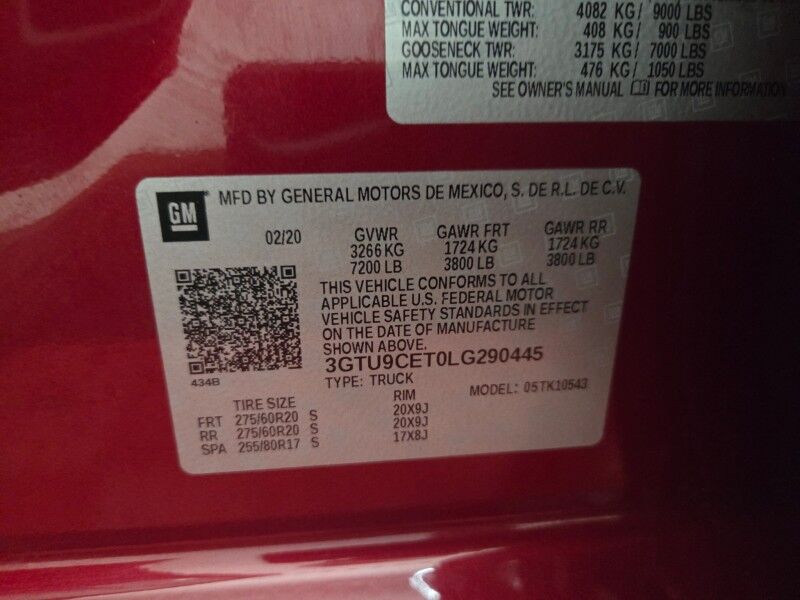 CONVENTIONAL TWR: 4082 KG / 9000 LBS
MAX TONGUE WEIGHT: 408 KG / 900 LBS
GOOSENECK TWR: 3175 KG / 7000 LBS
MAX TONGUE WEIGHT: 476 KG / 1050 LBS
SEE OWNER'S MANUAL FOR MORE INFORMATION
GM MFD BY GENERAL MOTORS DE MEXICO, S. DE R.L. DE C.V.
02/20 GVWR GAWR FRT GAWR RR
3266 KG 1724 KG 1724 KG
7200 LB 3800 LB 3800 LB
THIS VEHICLE CONFORMS TO ALL
APPLICABLE U.S. FEDERAL MOTOR
VEHICLE SAFETY STANDARDS IN EFFECT
ON THE DATE OF MANUFACTURE
SHOWN ABOVE.
3GTU9CET0LG290445
434B TYPE: TRUCK MODEL: 05TK10543
TIRE SIZE RIM
FRT 275/60R20 S 20X9J
RR 275/60R20 S 20X9J
SPA 255/80R17 S 17X8J